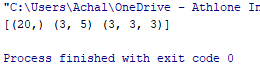 "C:\Users\Achal\OneDrive - Athlone In
[(20,) (3, 5) (3, 3, 3)]
Process finished with exit code 0